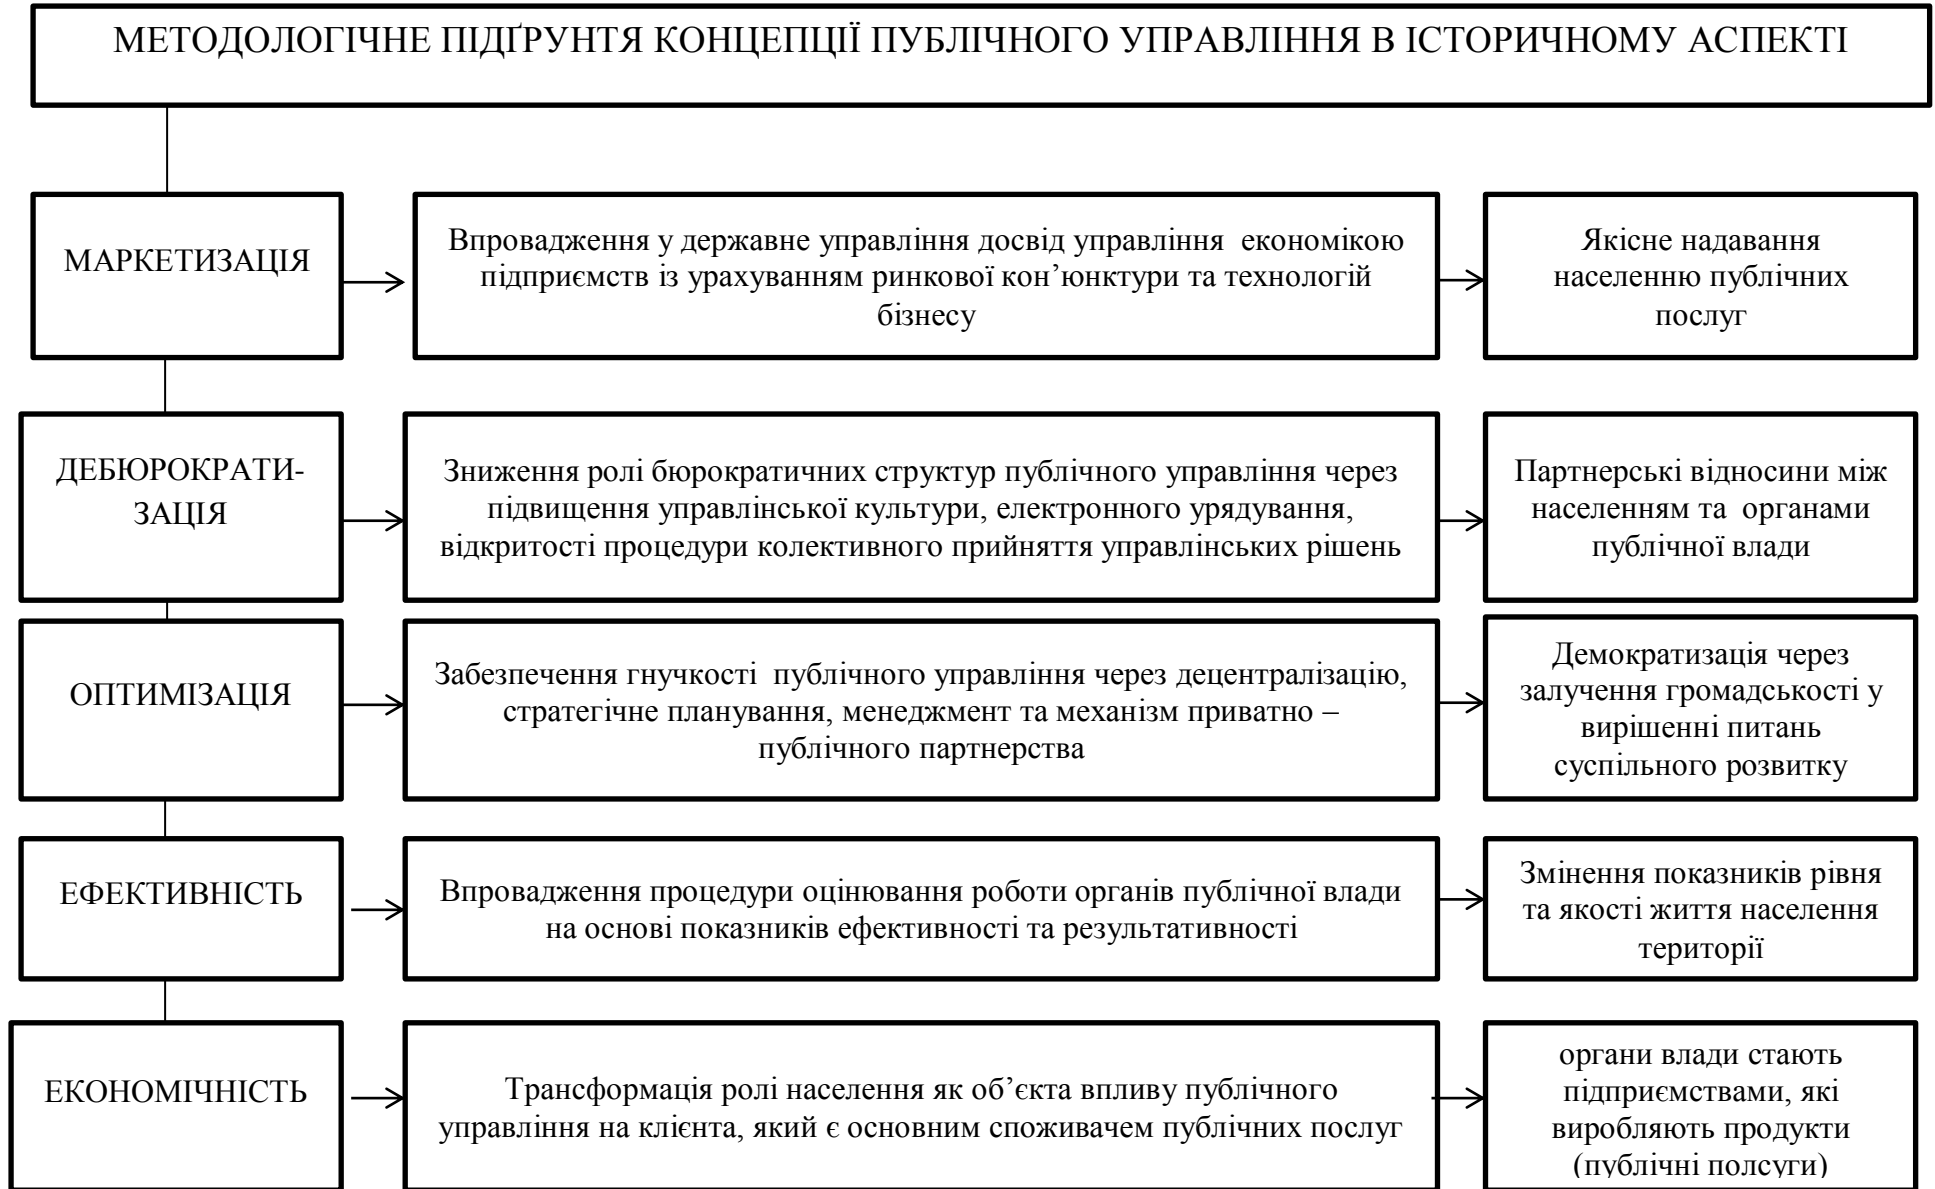 МЕТОДОЛОГІЧНЕ ПІДҐРУНТЯ КОНЦЕПЦІЇ ПУБЛІЧНОГО УПРАВЛІННЯ В ІСТОРИЧНОМУ АСПЕКТІ
МАРКЕТИЗАЦІЯ
Впровадження у державне управління досвід управління економікою
підприємств із урахуванням ринкової кон’юнктури та технологій
бізнесу
Якісне надавання
населенню публічних
послуг
ДЕБЮРОКРАТИ-
ЗАЦІЯ
Зниження ролі бюрократичних структур публічного управління через
підвищення управлінської культури, електронного урядування,
відкритості процедури колективного прийняття управлінських рішень
Партнерські відносини між
населенням та органами
публічної влади
ОПТИМІЗАЦІЯ
Забезпечення гнучкості публічного управління через децентралізацію,
стратегічне планування, менеджмент та механізм приватно –
публічного партнерства
Демократизація через
залучення громадськості у
вирішенні питань
суспільного розвитку
ЕФЕКТИВНІСТЬ
Впровадження процедури оцінювання роботи органів публічної влади
на основі показників ефективності та результативності
Змінення показників рівня
та якості життя населення
території
ЕКОНОМІЧНІСТЬ
Трансформація ролі населення як об’єкта впливу публічного
управління на клієнта, який є основним споживачем публічних послуг
органи влади стають
підприємствами, які
виробляють продукти
(публічні полсуги)